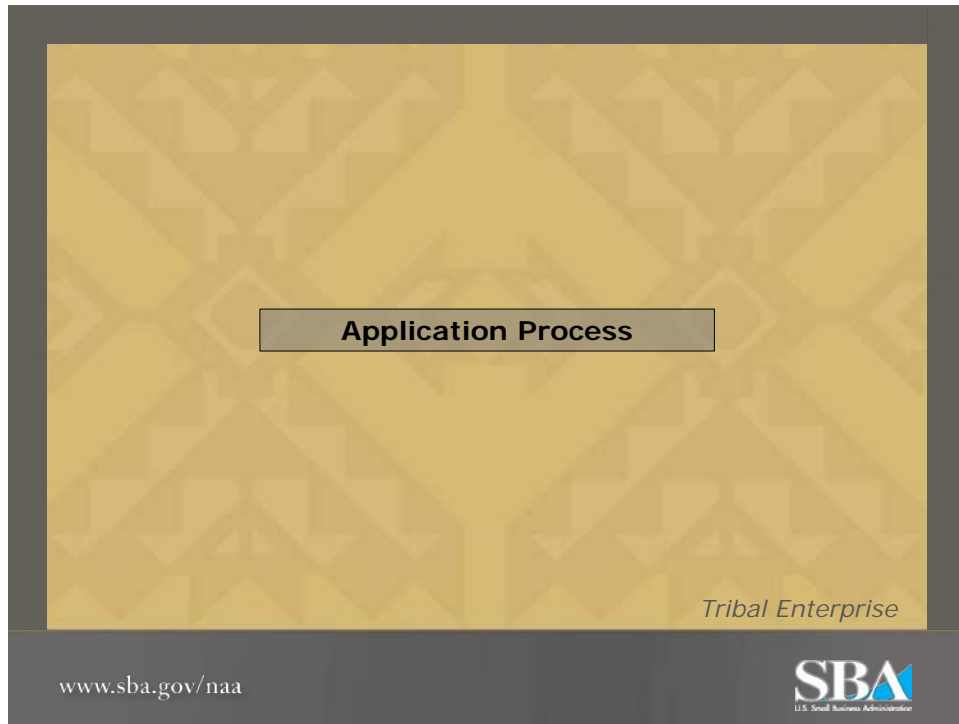 Application Process
Tribal Enterprise
www.sba.gov/naa
SBA
U.S. Small Business Administration